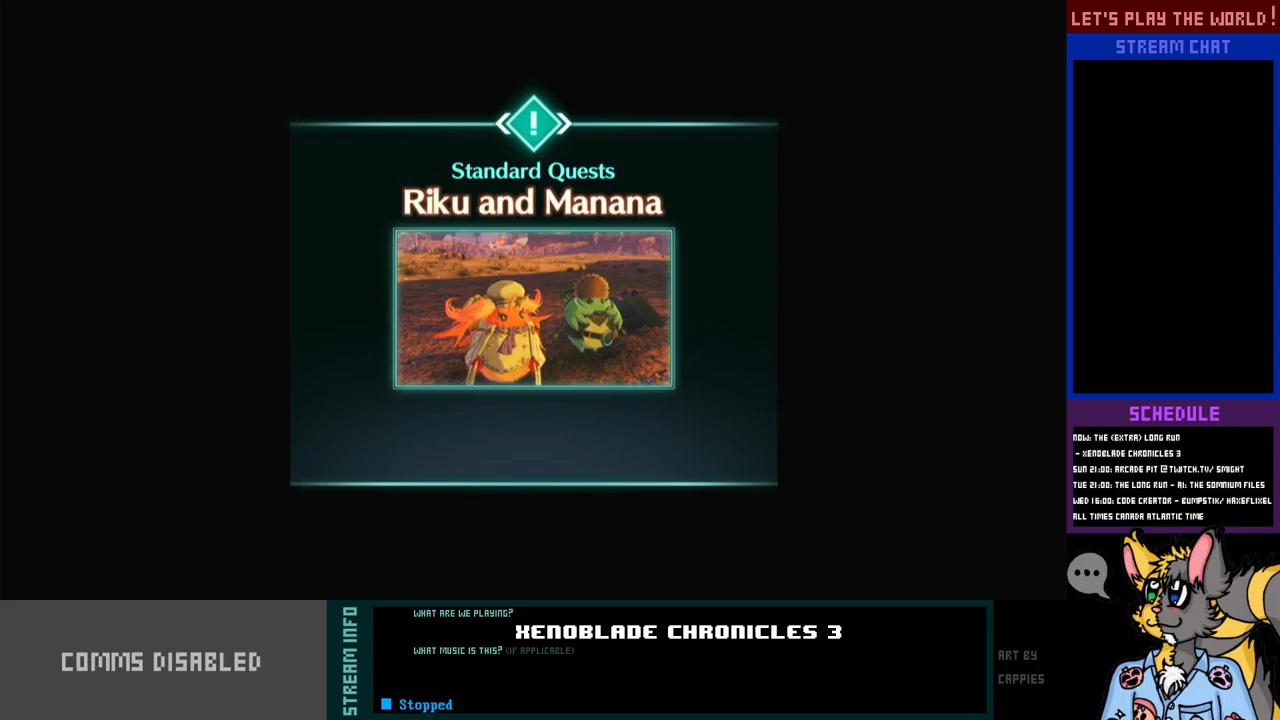 Standard Quests
Riku and Manana
LET'S PLAY THE WORLD!
STREAM CHAT
SCHEDULE
NOW: THE (EXTRA) LONG RUN
- XENOBLADE CHRONICLES 3
SUN 21:00: ARCADE PIT @TWITCH.TV/ SMIGHT
TUE 21:00: THE LONG RUN - AI: THE SOMNIUM FILES
WED 16:00: CODE CREATOR - BUMPSTIK/ HAXEFLIXEL
ALL TIMES CANADA ATLANTIC TIME
COMMS DISABLED
STREAM INFO
WHAT ARE WE PLAYING?
XENOBLADE CHRONICLES 3
WHAT MUSIC IS THIS? (IF APPLICABLE)
Stopped
ART BY
CAPPIES